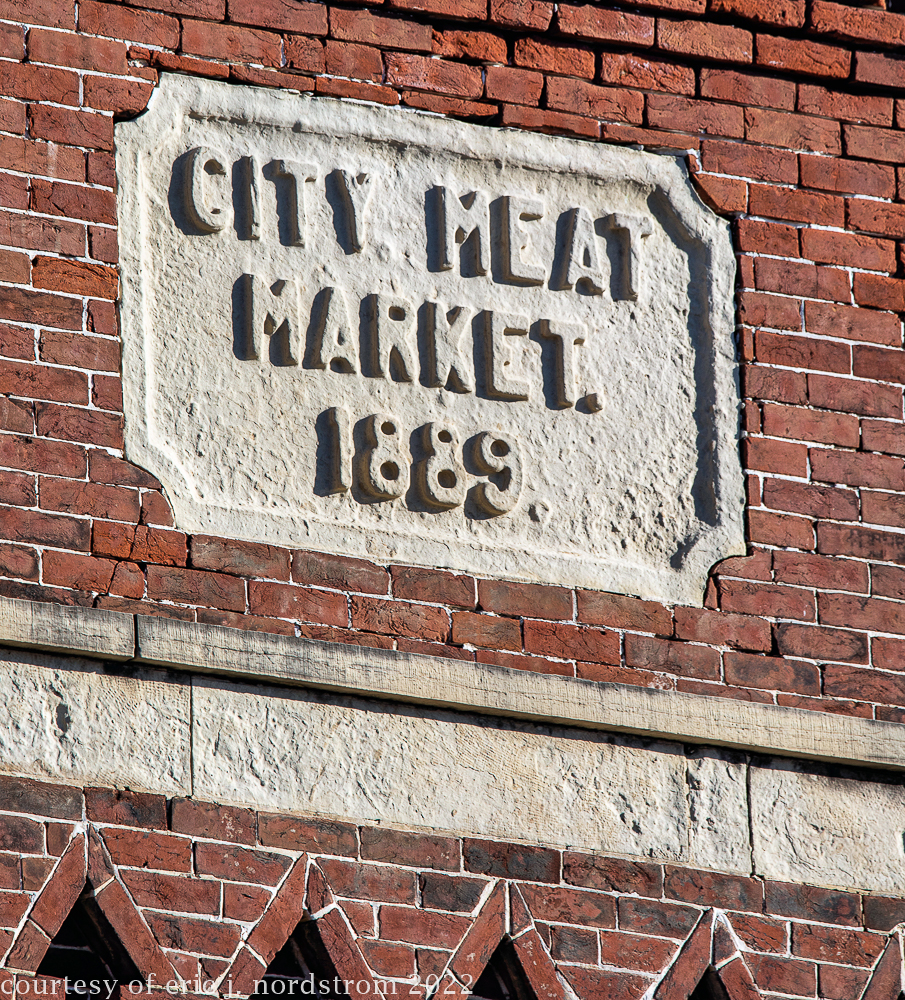 CITY MEAT
MARKET.
1889.
courtesy of eric j. nordstrom 2022